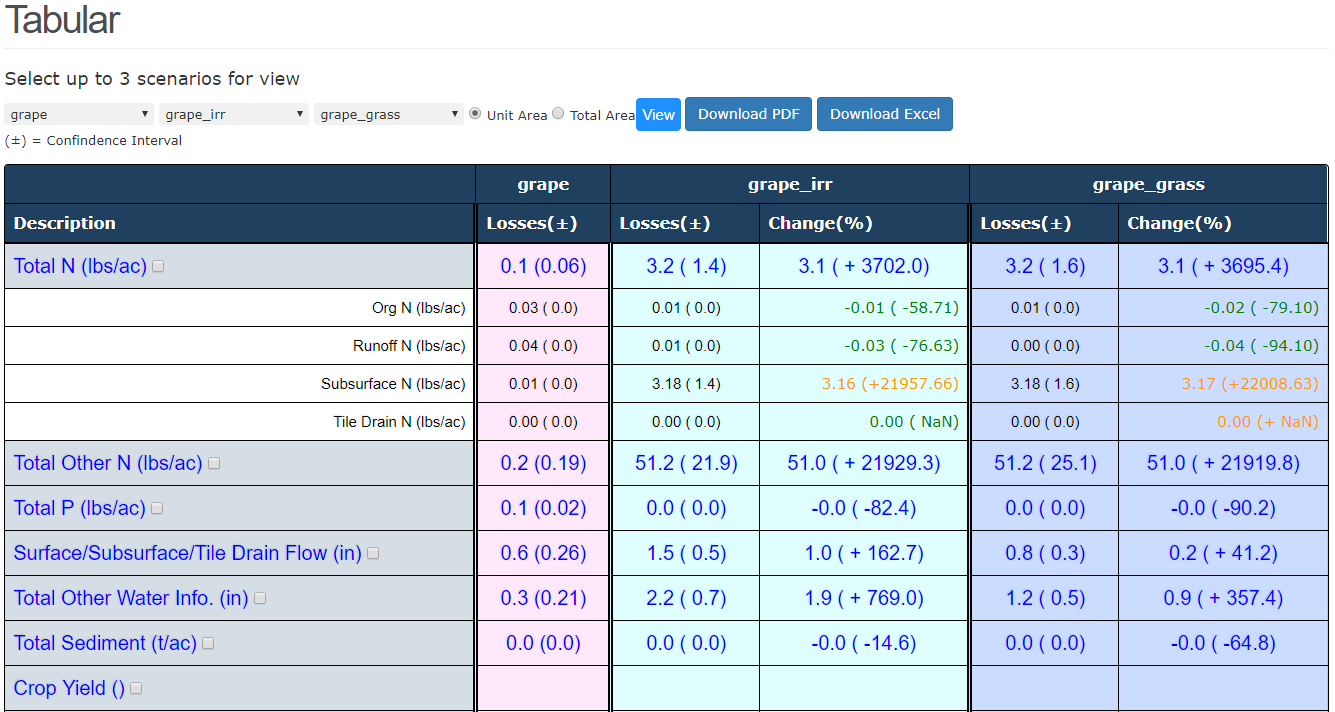 Tabular
Select up to 3 scenarios for view
grape grape_irr grape_grass Unit Area Total Area View Download PDF Download Excel
(±) = Confindence Interval
grape grape_irr grape_grass
Description Losses(±) Losses(±) Change(%) Losses(±) Change(%)
Total N (lbs/ac) 0.1 (0.06) 3.2 ( 1.4) 3.1 ( + 3702.0) 3.2 ( 1.6) 3.1 ( + 3695.4)
Org N (lbs/ac) 0.03 ( 0.0) 0.01 ( 0.0) -0.01 ( -58.71) 0.01 ( 0.0) -0.02 ( -79.10)
Runoff N (lbs/ac) 0.04 ( 0.0) 0.01 ( 0.0) -0.03 ( -76.63) 0.00 ( 0.0) -0.04 ( -94.10)
Subsurface N (lbs/ac) 0.01 ( 0.0) 3.18 ( 1.4) 3.16 (+21957.66) 3.18 ( 1.6) 3.17 (+22008.63)
Tile Drain N (lbs/ac) 0.00 ( 0.0) 0.00 ( 0.0) 0.00 ( NaN) 0.00 ( 0.0) 0.00 (+ NaN)
Total Other N (lbs/ac) 0.2 (0.19) 51.2 ( 21.9) 51.0 ( + 21929.3) 51.2 ( 25.1) 51.0 ( + 21919.8)
Total P (lbs/ac) 0.1 (0.02) 0.0 ( 0.0) -0.0 ( -82.4) 0.0 ( 0.0) -0.0 ( -90.2)
Surface/Subsurface/Tile Drain Flow (in) 0.6 (0.26) 1.5 ( 0.5) 1.0 ( + 162.7) 0.8 ( 0.3) 0.2 ( + 41.2)
Total Other Water Info. (in) 0.3 (0.21) 2.2 ( 0.7) 1.9 ( + 769.0) 1.2 ( 0.5) 0.9 ( + 357.4)
Total Sediment (t/ac) 0.0 (0.0) 0.0 ( 0.0) -0.0 ( -14.6) 0.0 ( 0.0) -0.0 ( -64.8)
Crop Yield ()